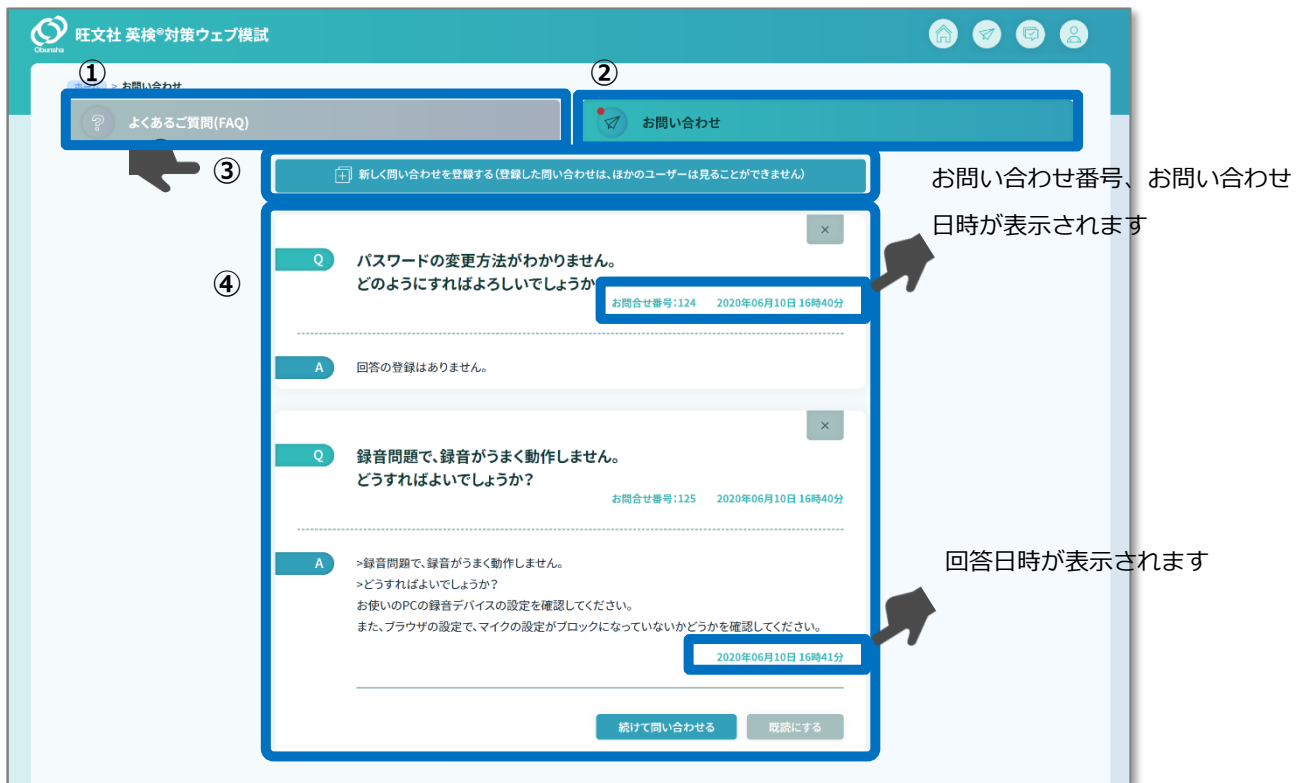 Obunsha
旺文社 英検®対策ウェブ模試
①
②
ホーム > お問い合わせ
よくあるご質問(FAQ)
お問い合わせ
③
新しく問い合わせを登録する(登録した問い合わせは、ほかのユーザーは見ることができません)
お問い合わせ番号、お問い合わせ
日時が表示されます
×
④
Q
パスワードの変更方法がわかりません。
どのようにすればよろしいでしょうか
お問合せ番号:124 2020年06月10日 16時40分
A
回答の登録はありません。
×
Q
録音問題で、録音がうまく動作しません。
どうすればよいでしょうか?
お問合せ番号:125 2020年06月10日 16時40分
A
>録音問題で、録音がうまく動作しません。
>どうすればよいでしょうか?
お使いのPCの録音デバイスの設定を確認してください。
また、ブラウザの設定で、マイクの設定がブロックになっていないかどうかを確認してください。
回答日時が表示されます
2020年06月10日 16時41分
続けて問い合わせる
既読にする